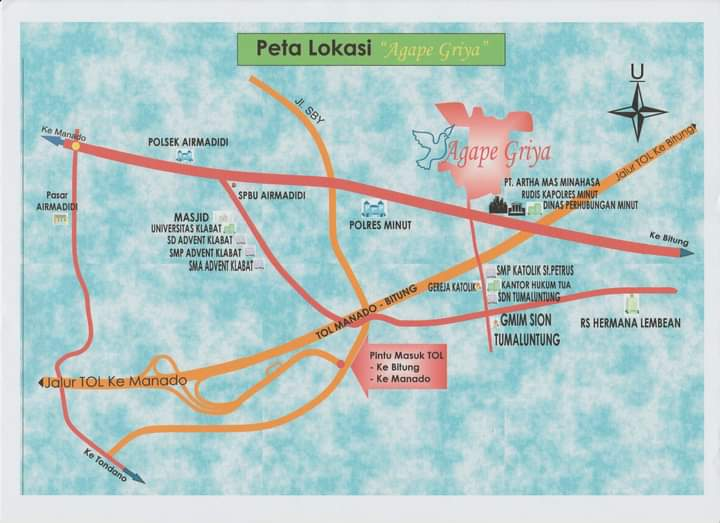 Peta Lokasi "Agape Griya"
U
Jl. SBY
Ke Manado
POLSEK AIRMADIDI
Agape Griya
Jalur TOL Ke Bitung
Pasar
AIRMADIDI
SPBU AIRMADIDI
PT. ARTHA MAS MINAHASA
RUDIS KAPOLRES MINUT
DINAS PERHUBUNGAN MINUT
MASJID
UNIVERSITAS KLABAT
SD ADVENT KLABAT
SMP ADVENT KLABAT
SMA ADVENT KLABAT
POLRES MINUT
Ke Bitung
SMP KATOLIK St.PETRUS
GEREJA KATOLIK
KANTOR HUKUM TUA
SDN TUMALUNTUNG
TOL MANADO - BITUNG
GMIM SION
TUMALUNTUNG
RS HERMANA LEMBEAN
Pintu Masuk TOL
- Ke Bitung
- Ke Manado
Jalur TOL Ke Manado
Ke Tondano